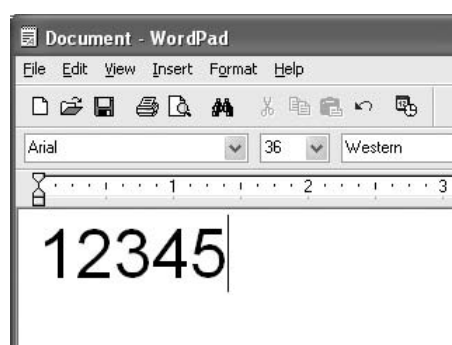 Document - WordPad
File Edit View Insert Format Help
Arial 36 Western
1 2 3
12345